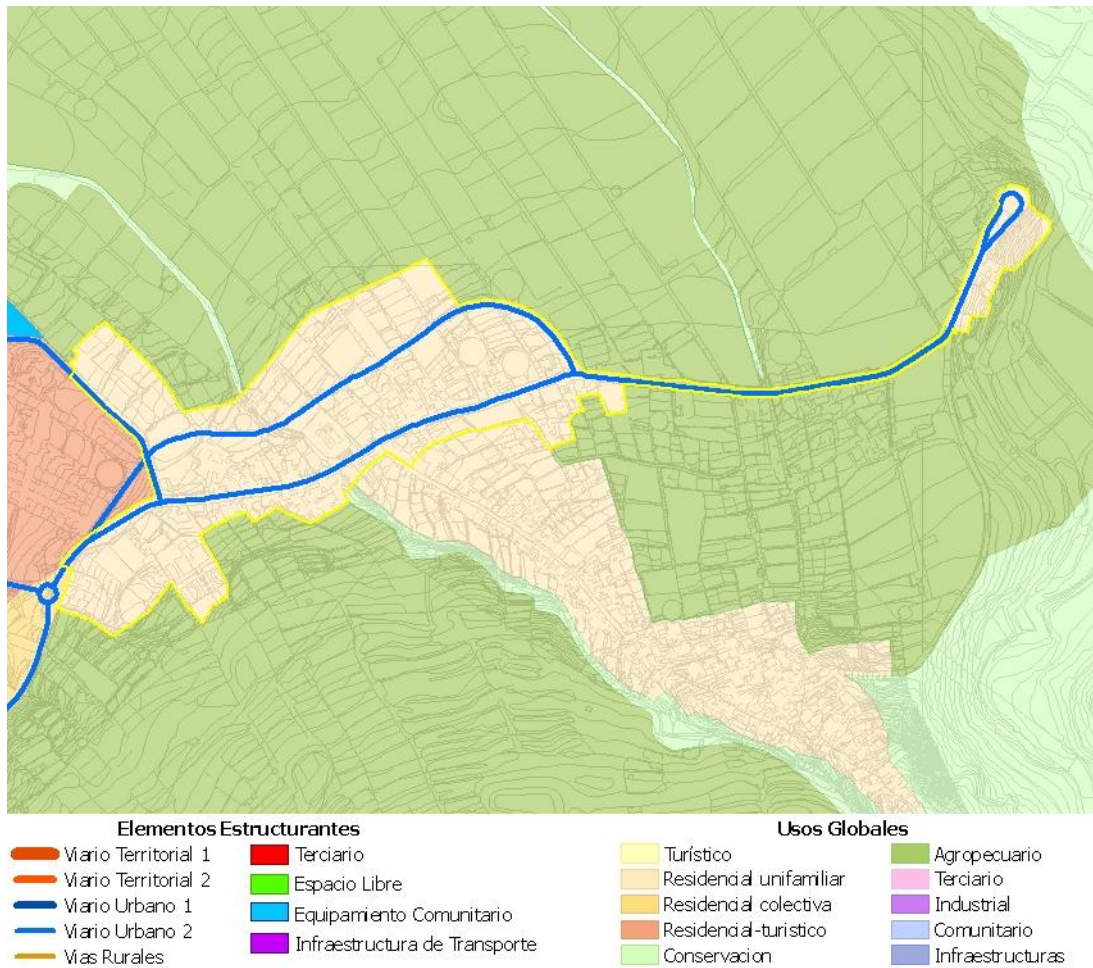 Elementos Estructurantes
Viario Territorial 1
Viario Territorial 2
Viario Urbano 1
Viario Urbano 2
Vias Rurales
Terciario
Espacio Libre
Equipamiento Comunitario
Infraestructura de Transporte
Usos Globales
Turístico
Residencial unifamiliar
Residencial colectiva
Residencial-turistico
Conservacion
Agropecuario
Terciario
Industrial
Comunitario
Infraestructuras